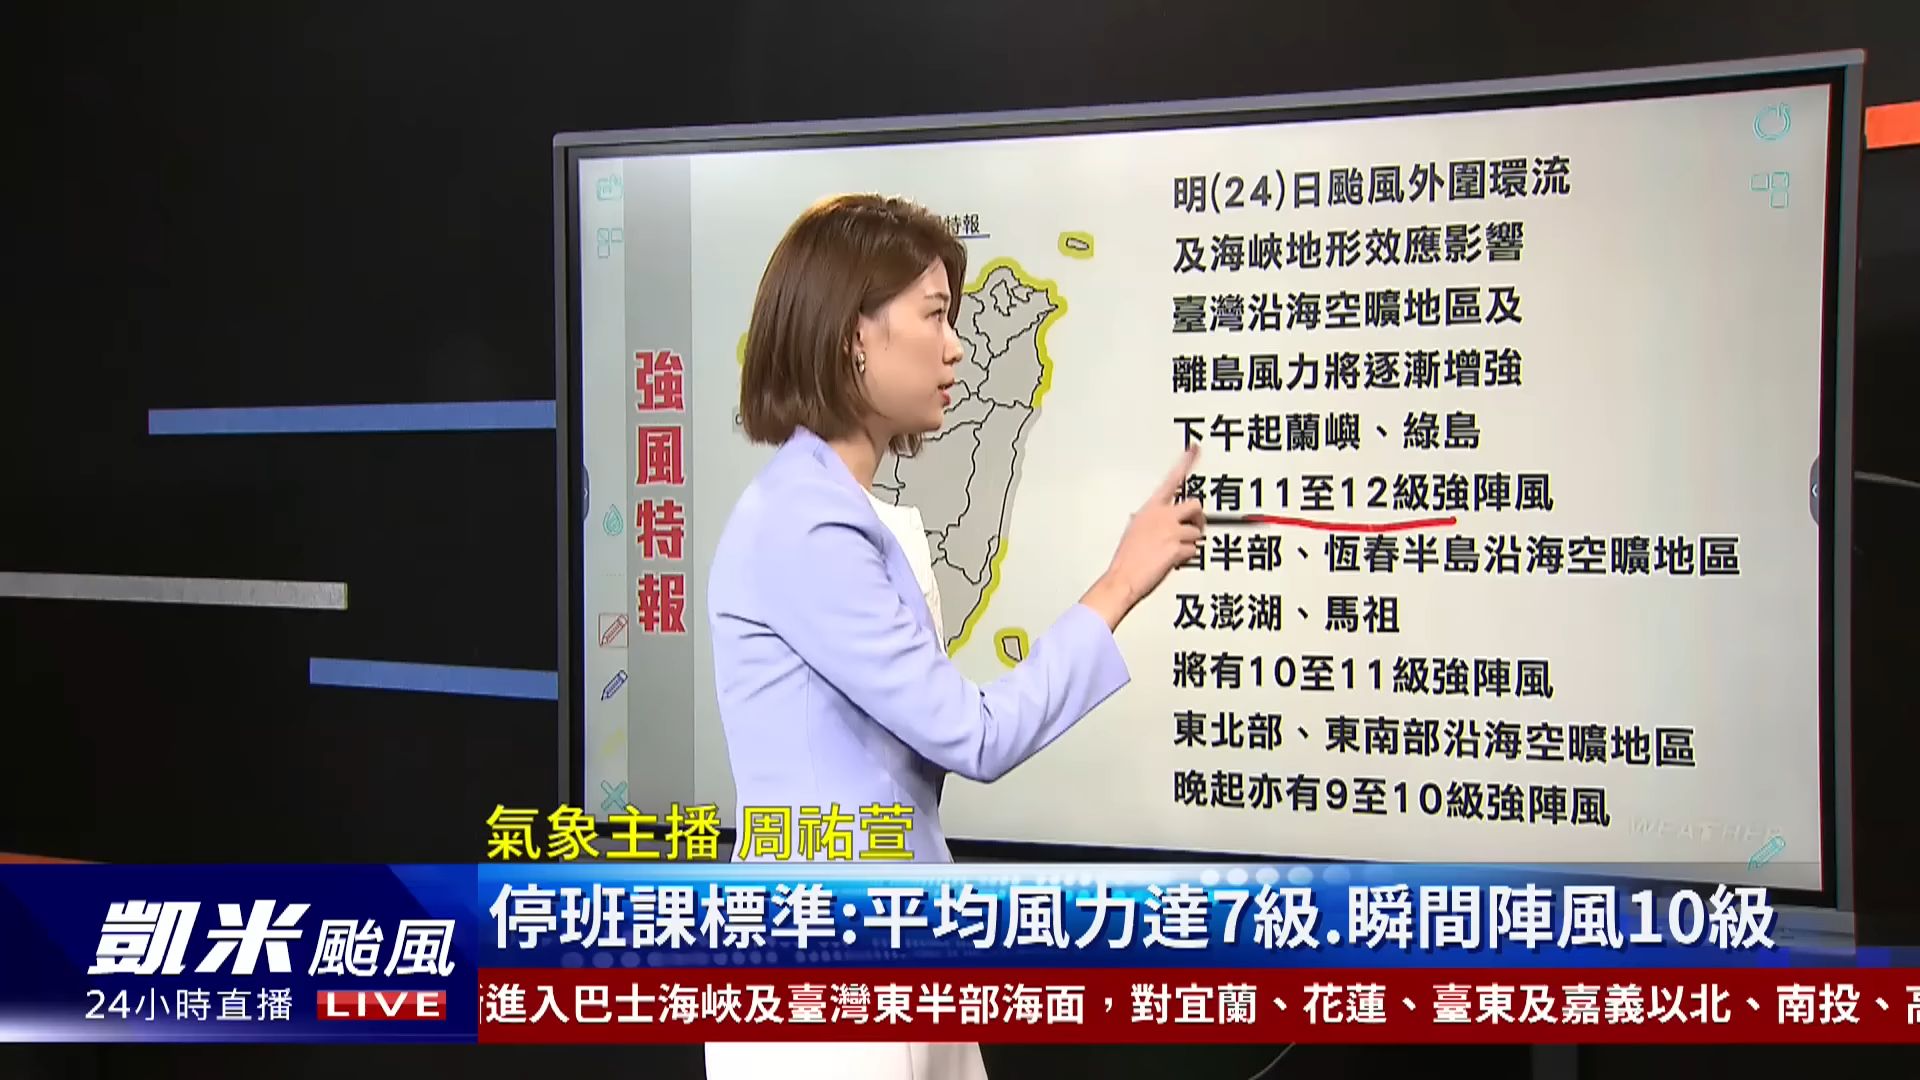 特報
強風特報
明(24)日颱風外圍環流
及海峽地形效應影響
臺灣沿海空曠地區及
離島風力將逐漸增強
下午起蘭嶼、綠島
將有11至12級強陣風
西半部、恆春半島沿海空曠地區
及澎湖、馬祖
將有10至11級強陣風
東北部、東南部沿海空曠地區
晚起亦有9至10級強陣風
WEATHER
氣象主播 周祐萱
凱米颱風
24小時直播 LIVE
停班課標準:平均風力達7級.瞬間陣風10級
進入巴士海峽及臺灣東半部海面，對宜蘭、花蓮、臺東及嘉義以北、南投、高